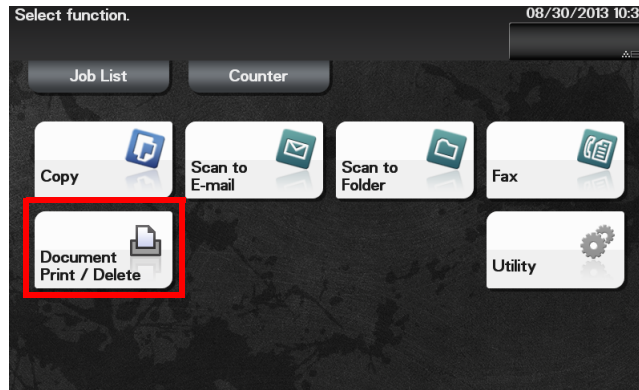 Select function.
08/30/2013 10:3
Job List
Counter
Copy
Scan to
E-mail
Scan to
Folder
Fax
Document
Print / Delete
Utility